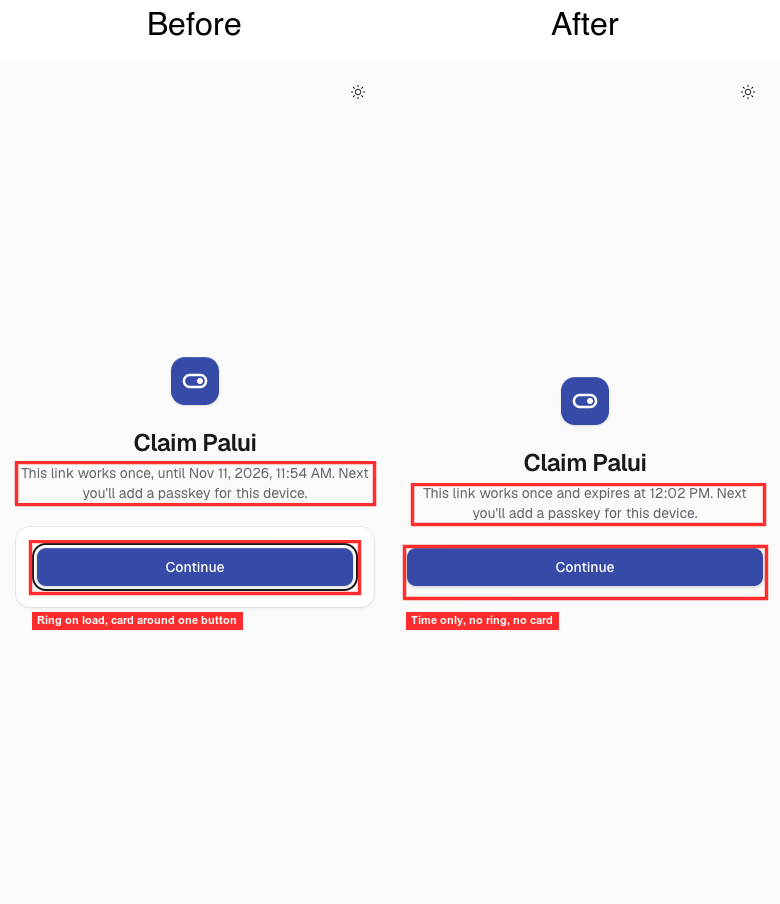 Before
After
Claim Palui
This link works once, until Nov 11, 2026, 11:54 AM. Next
you'll add a passkey for this device.
Continue
Ring on load, card around one button
Claim Palui
This link works once and expires at 12:02 PM. Next
you'll add a passkey for this device.
Continue
Time only, no ring, no card